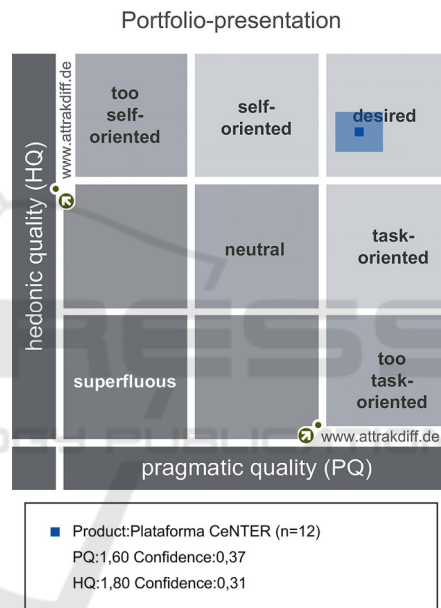 Portfolio-presentation
hedonic quality (HQ)
www.attrakdiff.de
too
self-
oriented
self-
oriented
desired
neutral
task-
oriented
superfluous
too
task-
oriented
www.attrakdiff.de
pragmatic quality (PQ)
Product:Plataforma CeNTER (n=12)
PQ:1,60 Confidence:0,37
HQ:1,80 Confidence:0,31